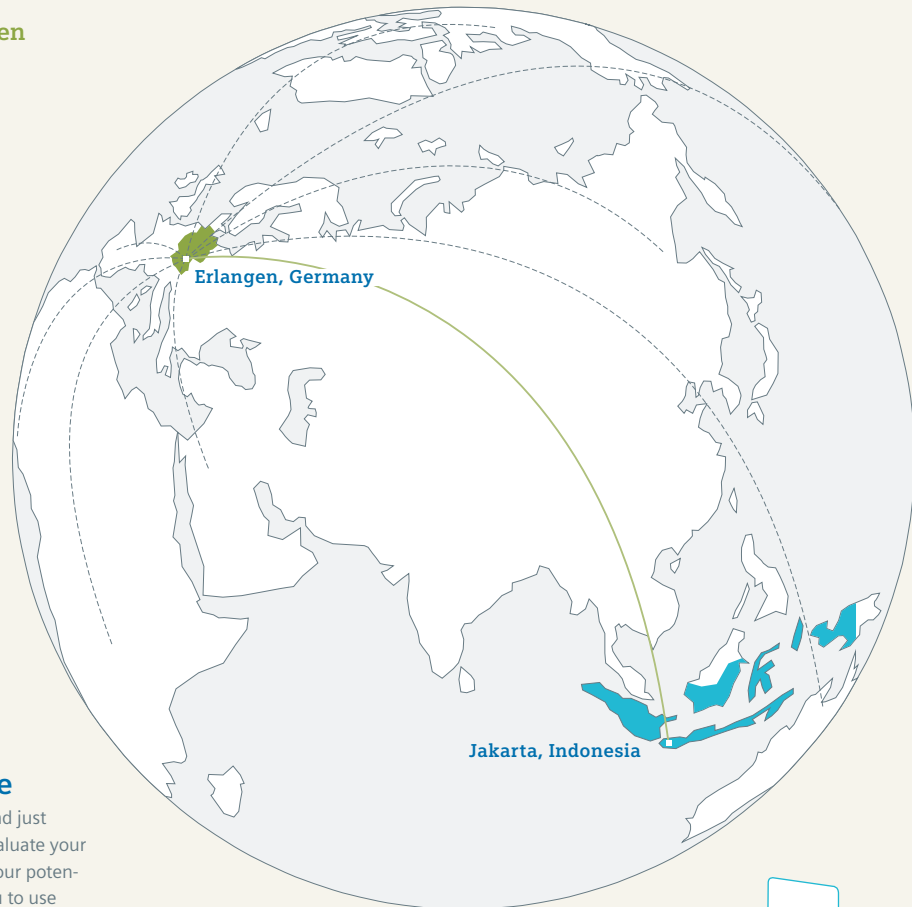 en
Erlangen, Germany
Jakarta, Indonesia
e
d just
aluate your
our poten-
u to use